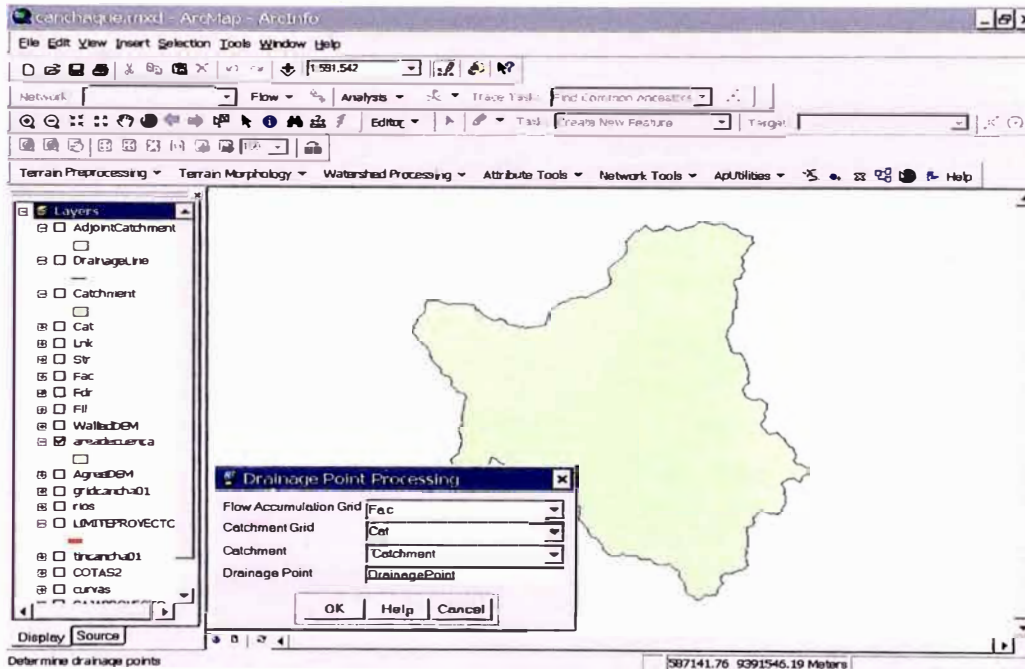 canchaque.mxd - ArcMap - ArcInfo
File Edit View Insert Selection Tools Window Help
1:591,542
Network: Flow Analysis Trace Task: Find Common Ancestors
Editor Task: Create New Feature Target:
Terrain Preprocessing Terrain Morphology Watershed Processing Attribute Tools Network Tools ApUtilities Help
Layers
AdjointCatchment
DrainageLine
Catchment
Cat
Lnk
Str
Fac
Fdr
Fil
WalledDEM
areadecuenca
AgreeDEM
gridcancha01
rios
LIMITEPROYECTO
tincancha01
COTAS2
curvas
Drainage Point Processing
Flow Accumulation Grid Fac
Catchment Grid Cat
Catchment Catchment
Drainage Point DrainagePoint
OK Help Cancel
Display Source
Determine drainage points
587141.76 9391546.19 Meters